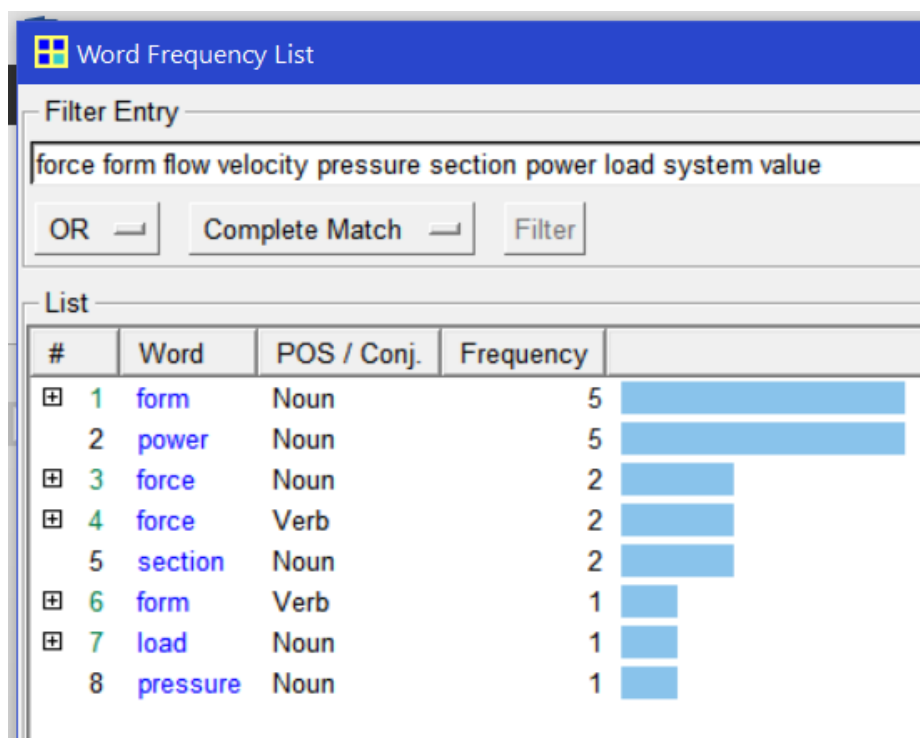 Word Frequency List
Filter Entry
force form flow velocity pressure section power load system value
OR Complete Match Filter
List
# Word POS / Conj. Frequency
1 form Noun 5
2 power Noun 5
3 force Noun 2
4 force Verb 2
5 section Noun 2
6 form Verb 1
7 load Noun 1
8 pressure Noun 1